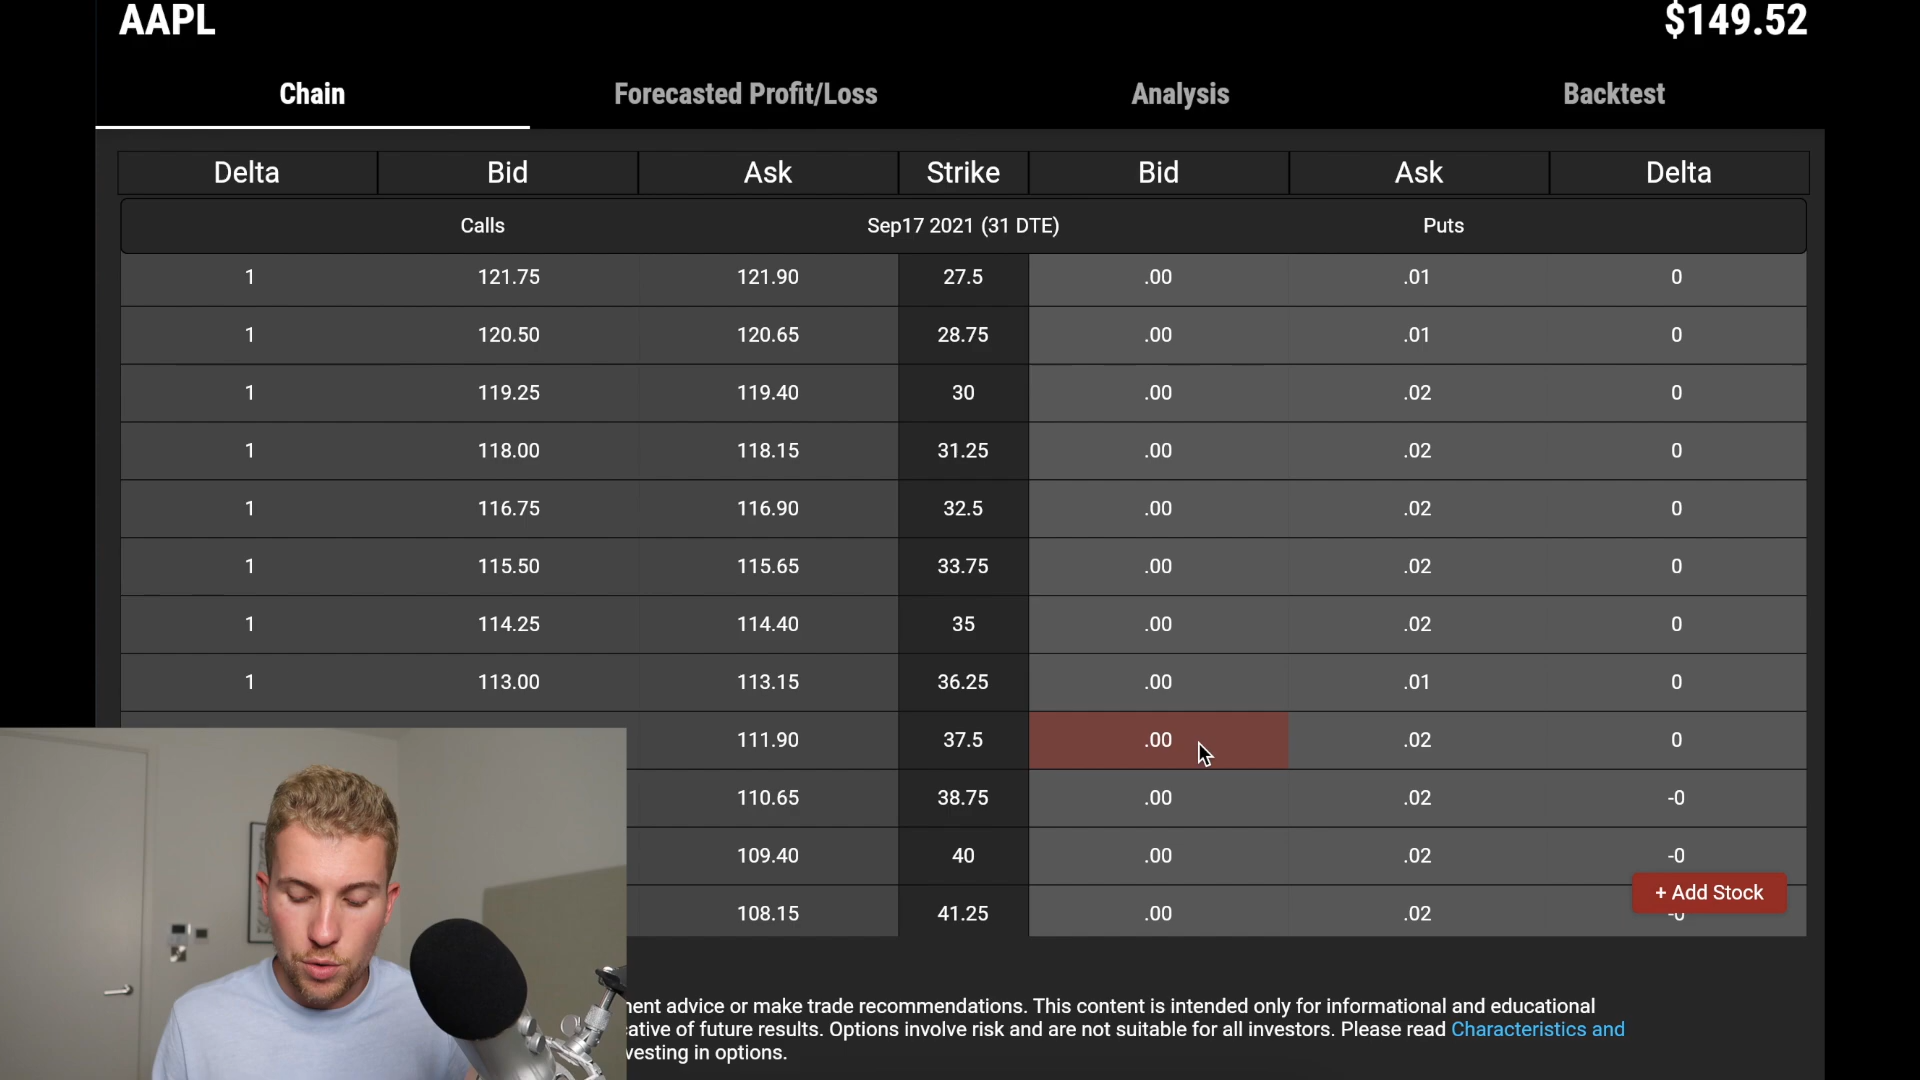 AAPL $149.52
Chain Forecasted Profit/Loss Analysis Backtest
Delta Bid Ask Strike Bid Ask Delta
Calls Sep17 2021 (31 DTE) Puts
1 121.75 121.90 27.5 .00 .01 0
1 120.50 120.65 28.75 .00 .01 0
1 119.25 119.40 30 .00 .02 0
1 118.00 118.15 31.25 .00 .02 0
1 116.75 116.90 32.5 .00 .02 0
1 115.50 115.65 33.75 .00 .02 0
1 114.25 114.40 35 .00 .02 0
1 113.00 113.15 36.25 .00 .01 0
111.90 37.5 .00 .02 0
110.65 38.75 .00 .02 -0
109.40 40 .00 .02 -0
+ Add Stock
108.15 41.25 .00 .02 -0
advice or make trade recommendations. This content is intended only for informational and educational
of future results. Options involve risk and are not suitable for all investors. Please read Characteristics and
in options.